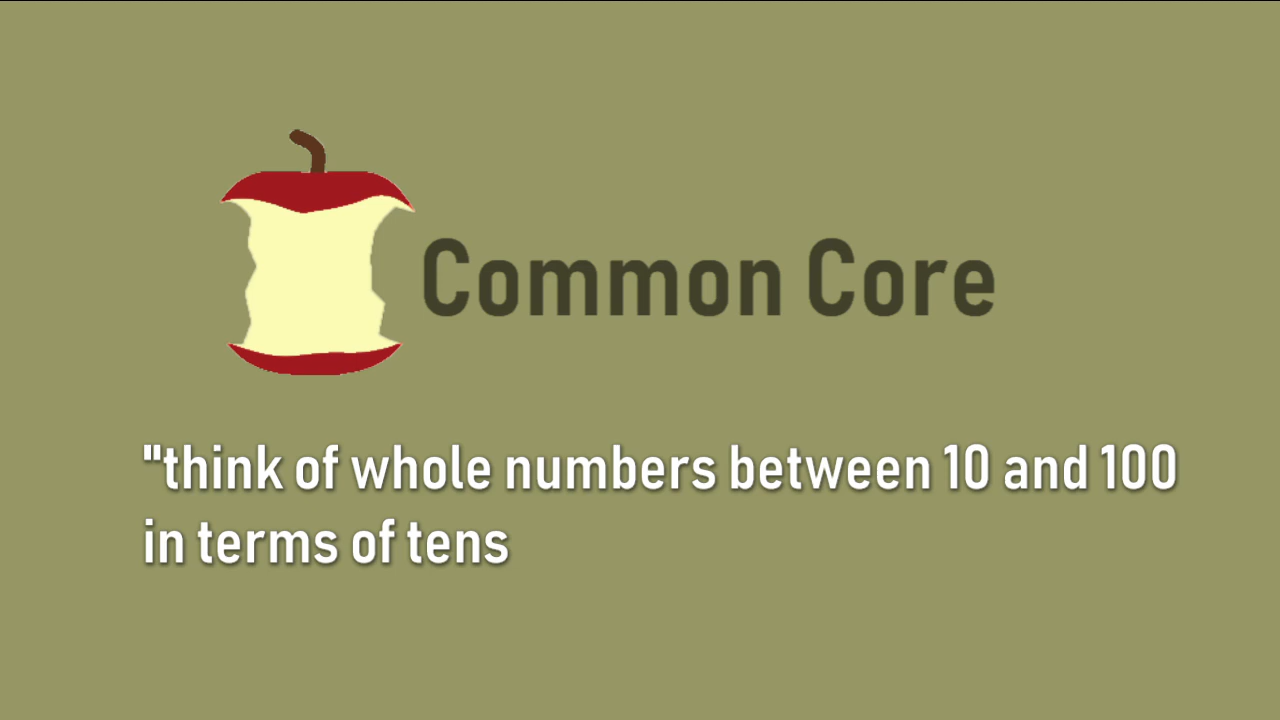 Common Core
"think of whole numbers between 10 and 100
in terms of tens